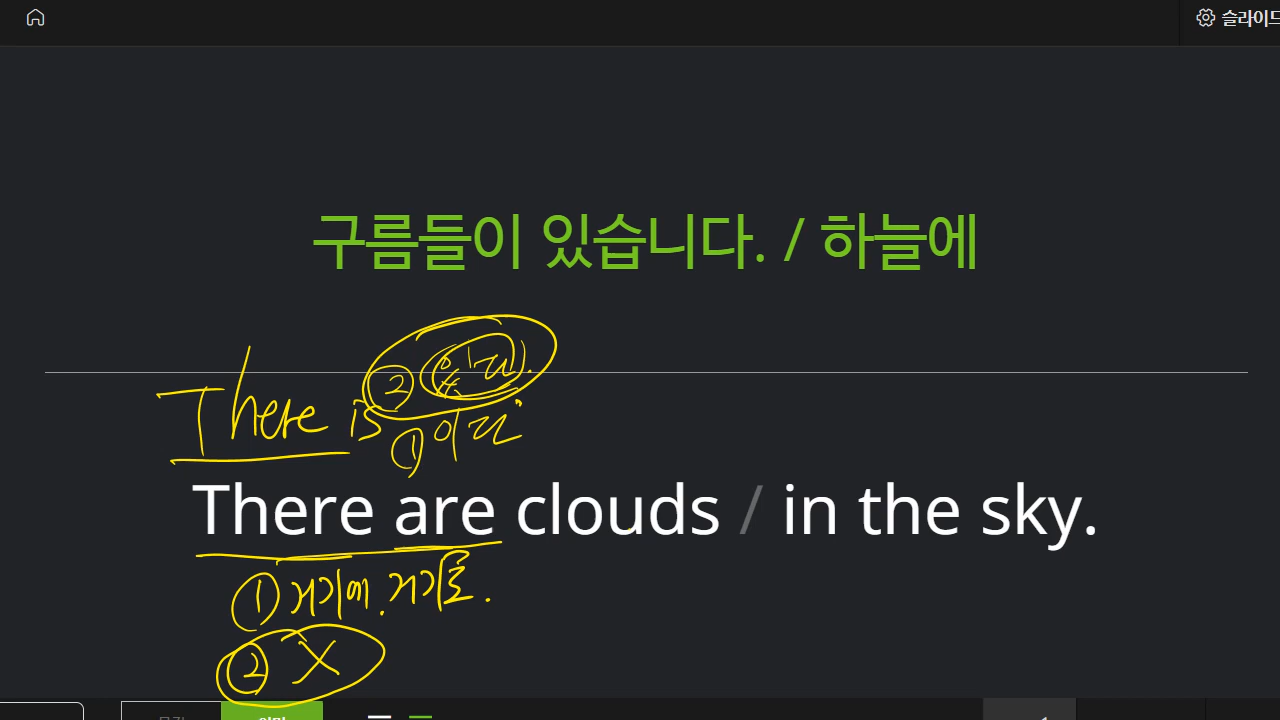 슬라이드
구름들이 있습니다. / 하늘에
② 있다.
There is ① 이다.
There are clouds / in the sky.
① 거기에. 거기로.
② X